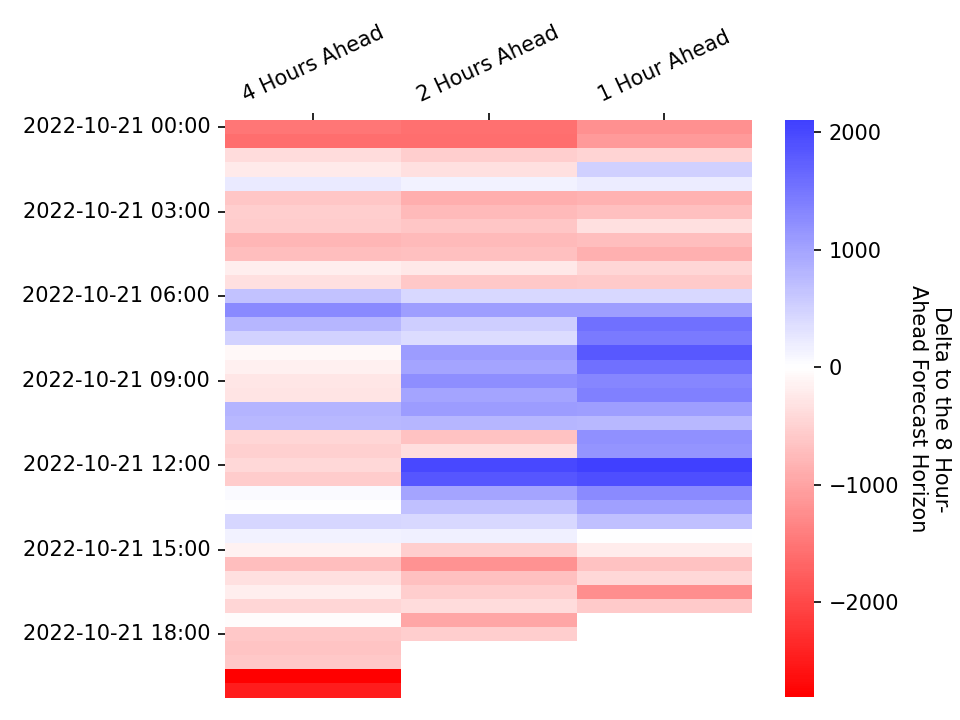 4 Hours Ahead
2 Hours Ahead
1 Hour Ahead
2022-10-21 00:00
2022-10-21 03:00
2022-10-21 06:00
2022-10-21 09:00
2022-10-21 12:00
2022-10-21 15:00
2022-10-21 18:00
2000
1000
0
−1000
−2000
Delta to the 8 Hour-
Ahead Forecast Horizon